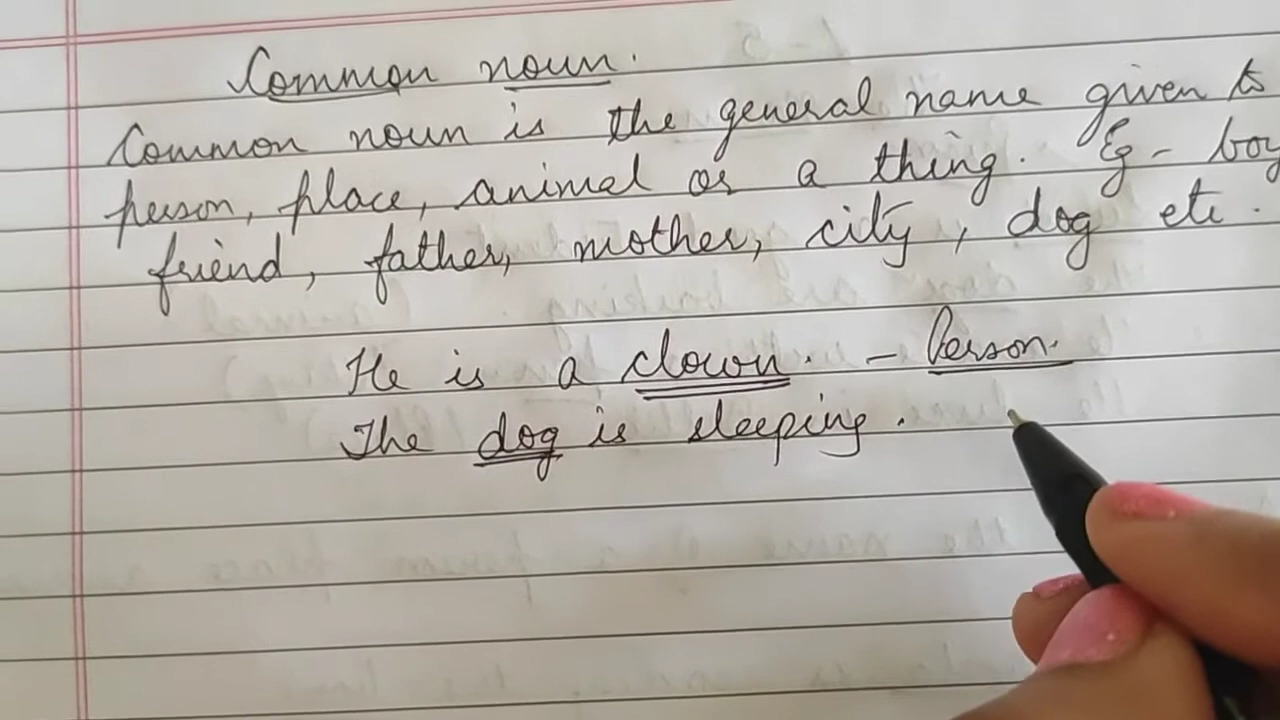 Common noun.
Common noun is the general name given to
person, place, animal or a thing. Eg - boy
friend, father, mother, city, dog etc.
He is a clown. - Person.
The dog is sleeping.